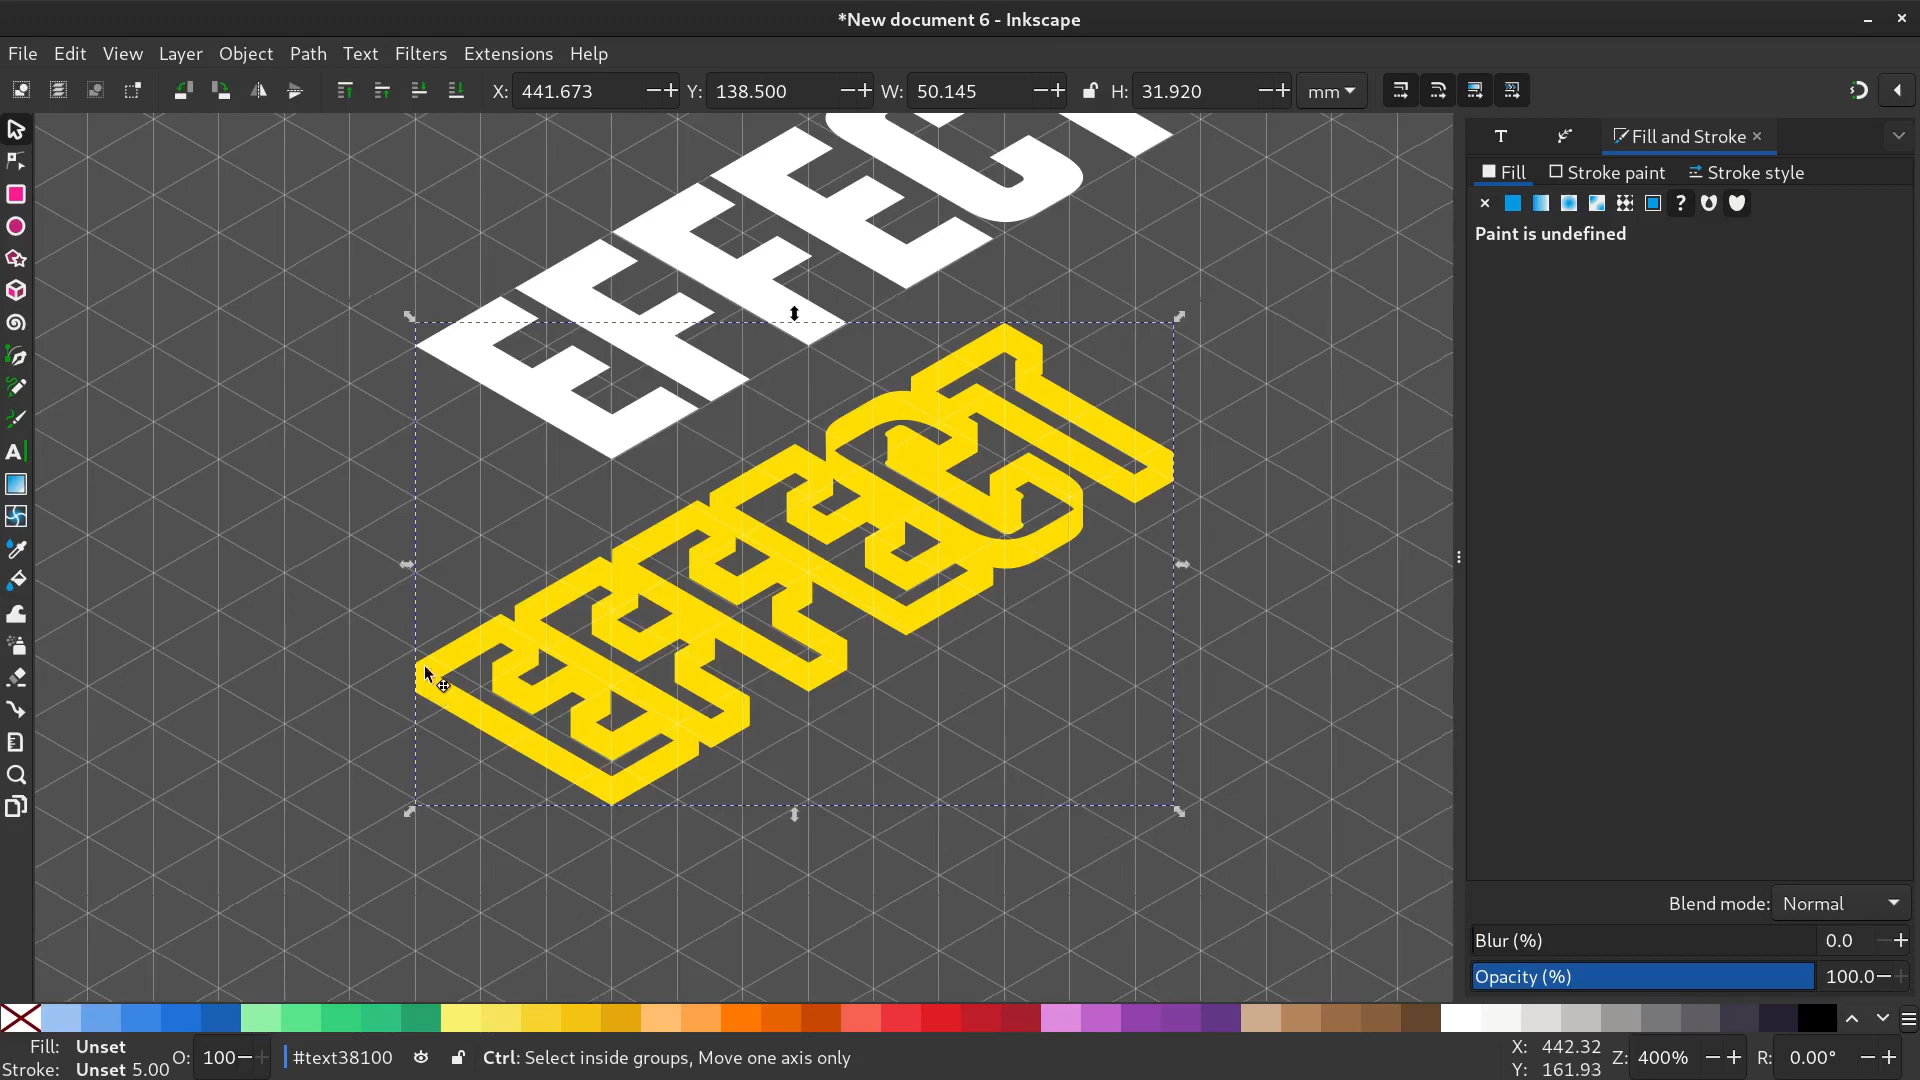 *New document 6 - Inkscape
File Edit View Layer Object Path Text Filters Extensions Help
X: 441.673 Y: 138.500 W: 50.145 H: 31.920 mm
Fill and Stroke
Fill Stroke paint Stroke style
?
Paint is undefined
EFFECT
EFFECT
Blend mode: Normal
Blur (%) 0.0
Opacity (%) 100.0
Fill: Unset
Stroke: Unset 5.00
O: 100
#text38100
Ctrl: Select inside groups, Move one axis only
X: 442.32
Y: 161.93
Z: 400%
R: 0.00°